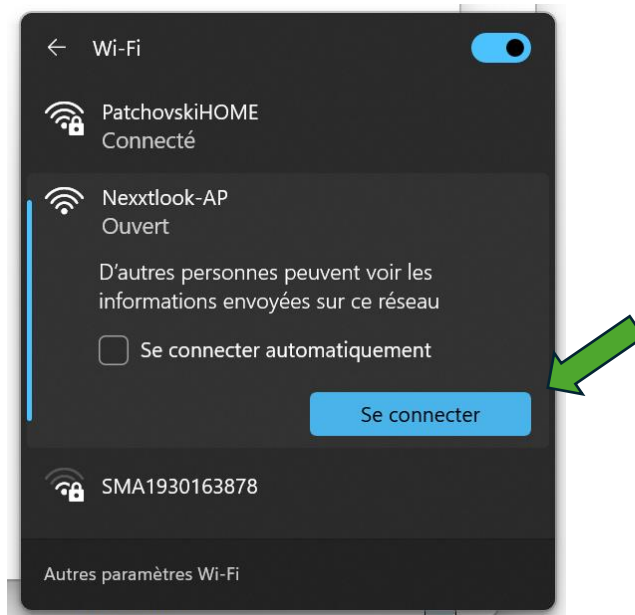 Wi-Fi
PatchovskiHOME
Connecté
Nexxtlook-AP
Ouvert
D'autres personnes peuvent voir les
informations envoyées sur ce réseau
Se connecter automatiquement
Se connecter
SMA1930163878
Autres paramètres Wi-Fi